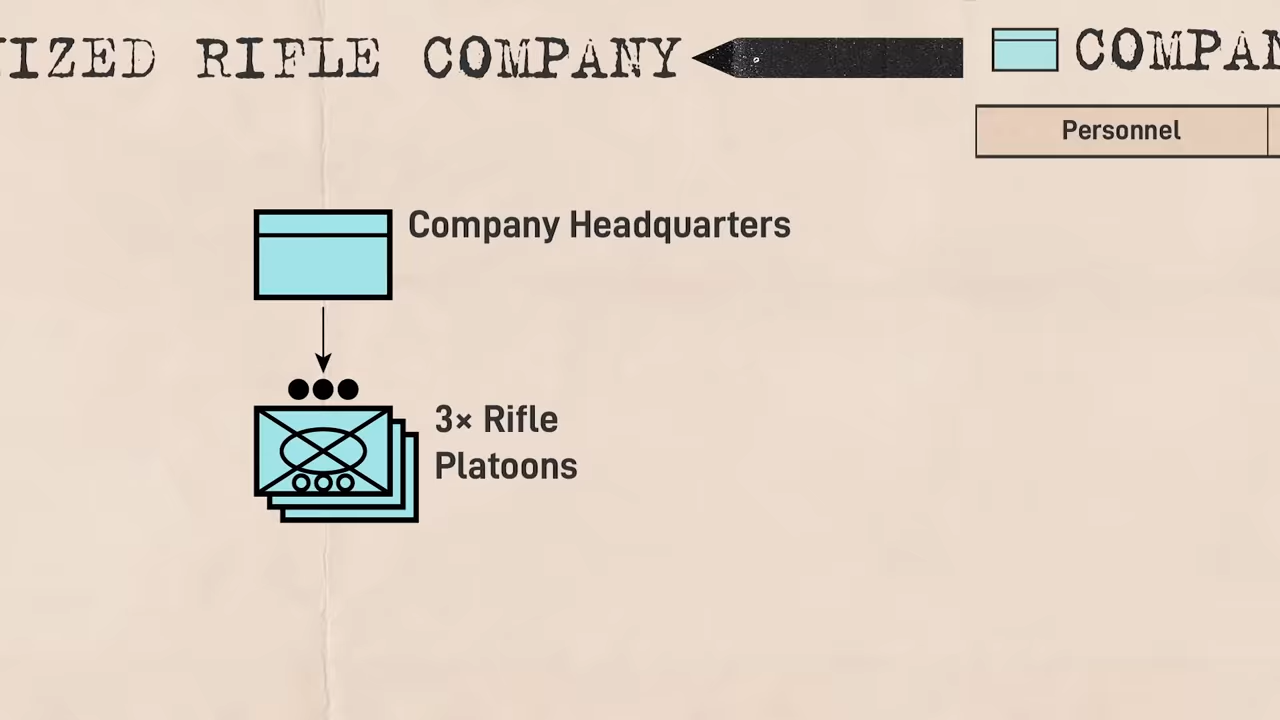 IZED RIFLE COMPANY
COMPAN
Personnel
Company Headquarters
3× Rifle
Platoons